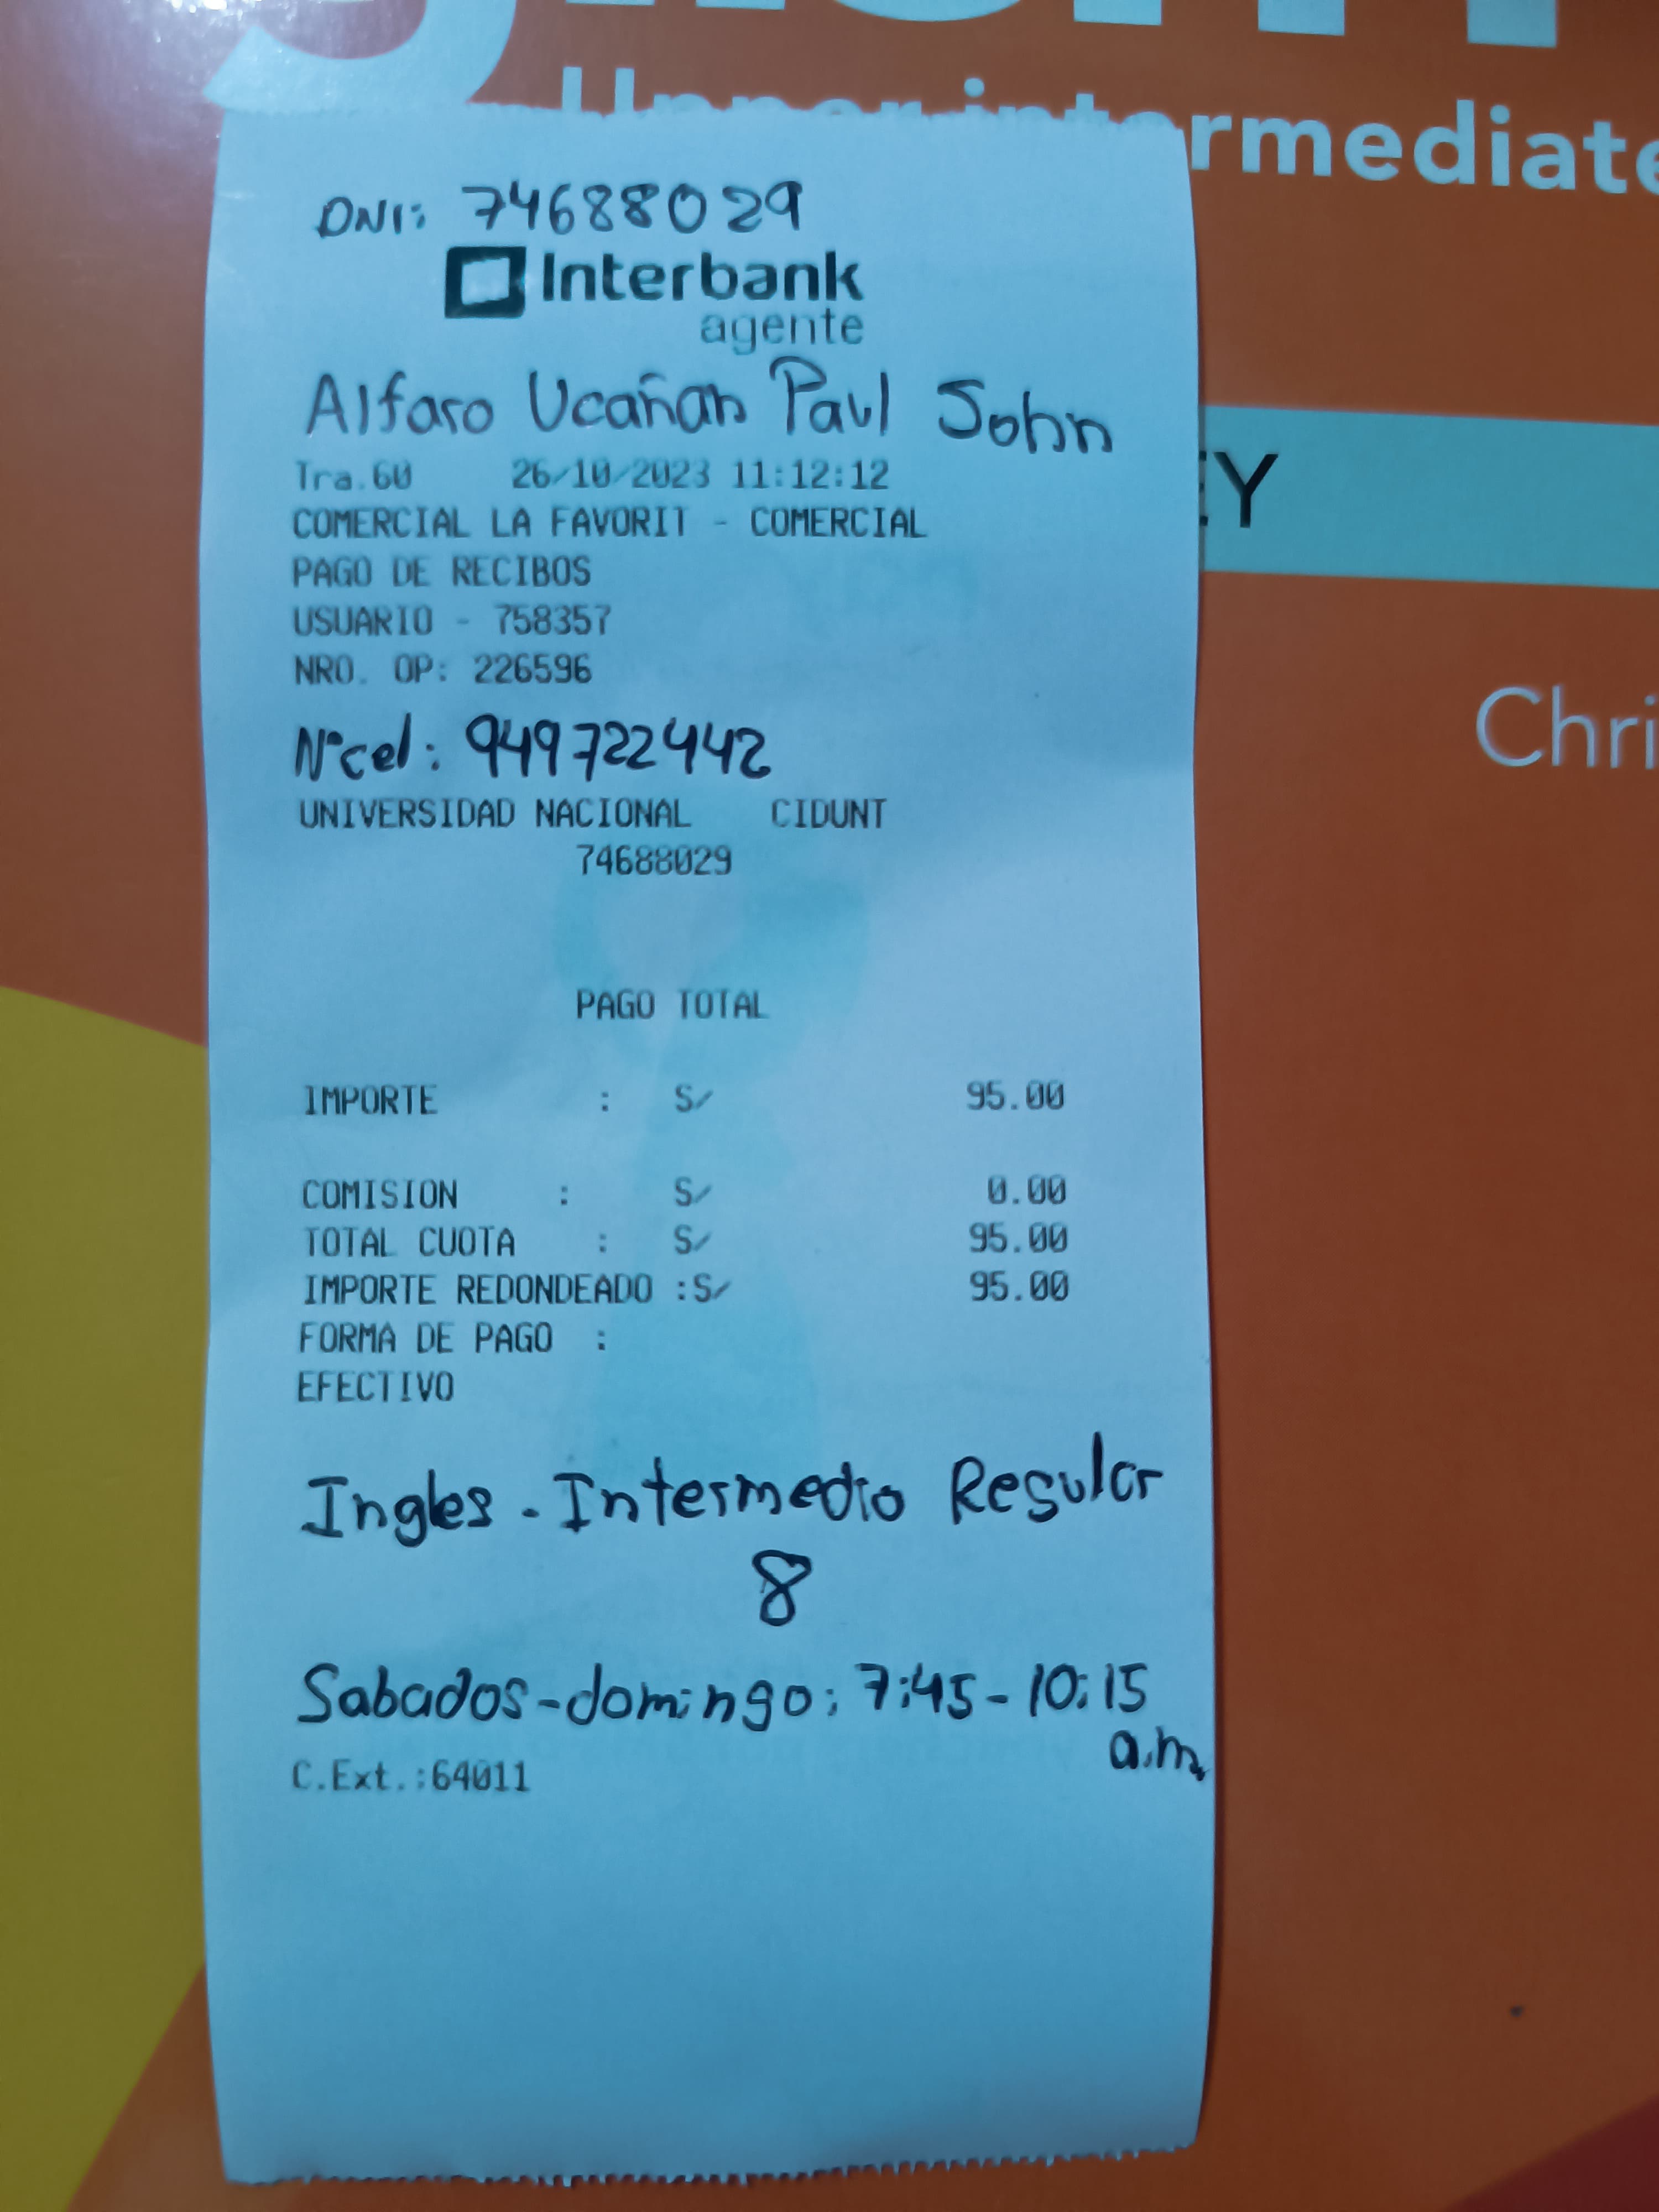 Upper intermediate
DNI: 74688029
Interbank
agente
Alfaro Ucañan Paul John
Tra.60 26/10/2023 11:12:12
COMERCIAL LA FAVORIT - COMERCIAL
PAGO DE RECIBOS
USUARIO - 758357
NRO. OP: 226596
N°cel: 949722442
UNIVERSIDAD NACIONAL CIDUNT
74688029
PAGO TOTAL
IMPORTE : S/ 95.00
COMISION : S/ 0.00
TOTAL CUOTA : S/ 95.00
IMPORTE REDONDEADO :S/ 95.00
FORMA DE PAGO :
EFECTIVO
Ingles - Intermedio Regular
8
Sabados-domingo: 7:45-10:15
a.m.
C.Ext.:64011
EY
Chri